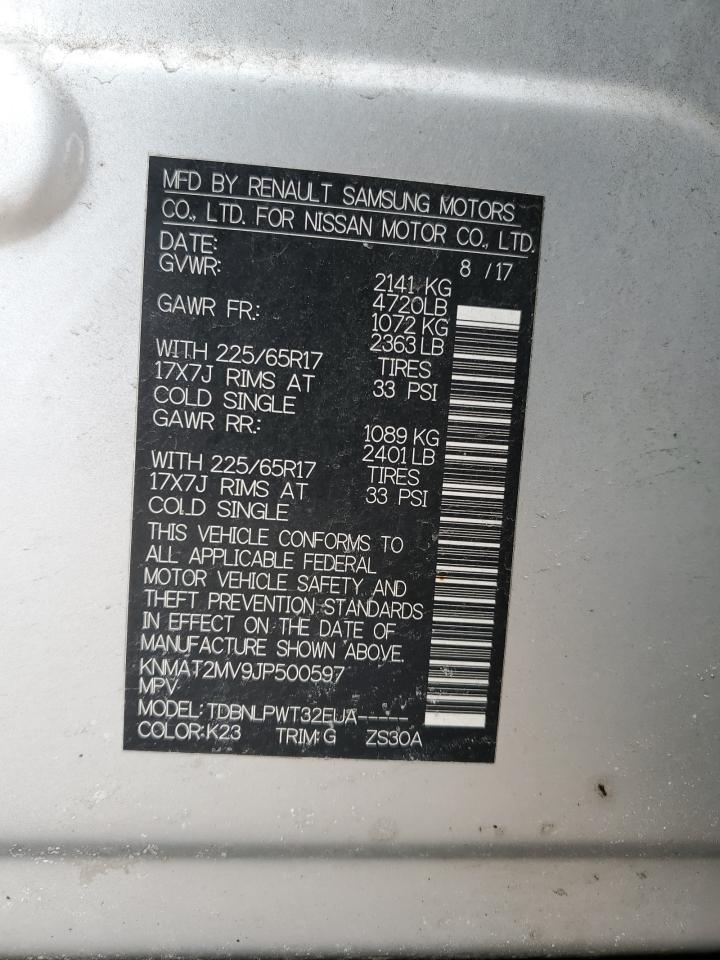 MFD BY RENAULT SAMSUNG MOTORS
CO., LTD. FOR NISSAN MOTOR CO., LTD.
DATE: 8 /17
GVWR: 2141 KG
4720LB
GAWR FR.: 1072 KG
2363 LB
WITH 225/65R17 TIRES
17X7J RIMS AT 33 PSI
COLD SINGLE
GAWR RR.: 1089 KG
2401 LB
WITH 225/65R17 TIRES
17X7J RIMS AT 33 PSI
COLD SINGLE
THIS VEHICLE CONFORMS TO
ALL APPLICABLE FEDERAL
MOTOR VEHICLE SAFETY AND
THEFT PREVENTION STANDARDS
IN EFFECT ON THE DATE OF
MANUFACTURE SHOWN ABOVE.
KNMAT2MV9JP500597
MPV
MODEL: TDBNLPWT32EUA-----
COLOR:K23 TRIM: G ZS30A